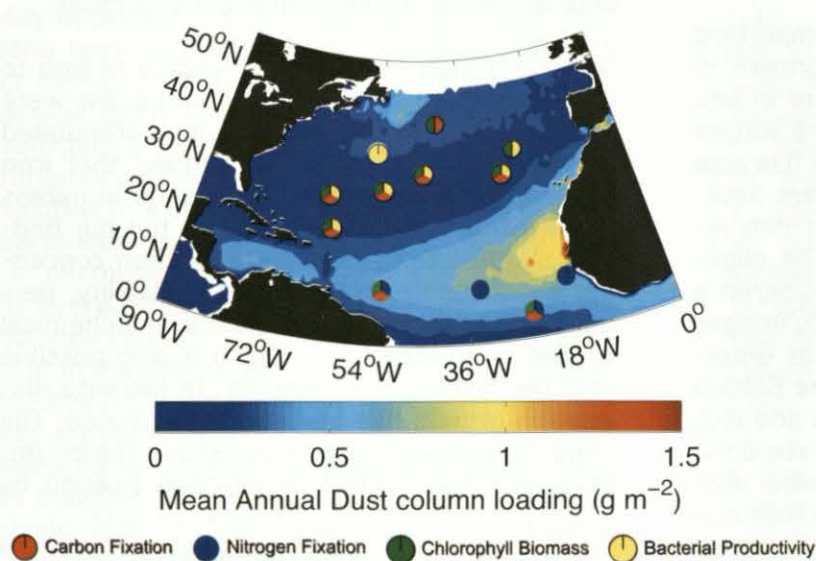 50°N
40°N
30°N
20°N
10°N
0°
90°W
72°W
54°W
36°W
18°W
0°
0 0.5 1 1.5
Mean Annual Dust column loading (g m−2)
Carbon Fixation Nitrogen Fixation Chlorophyll Biomass Bacterial Productivity